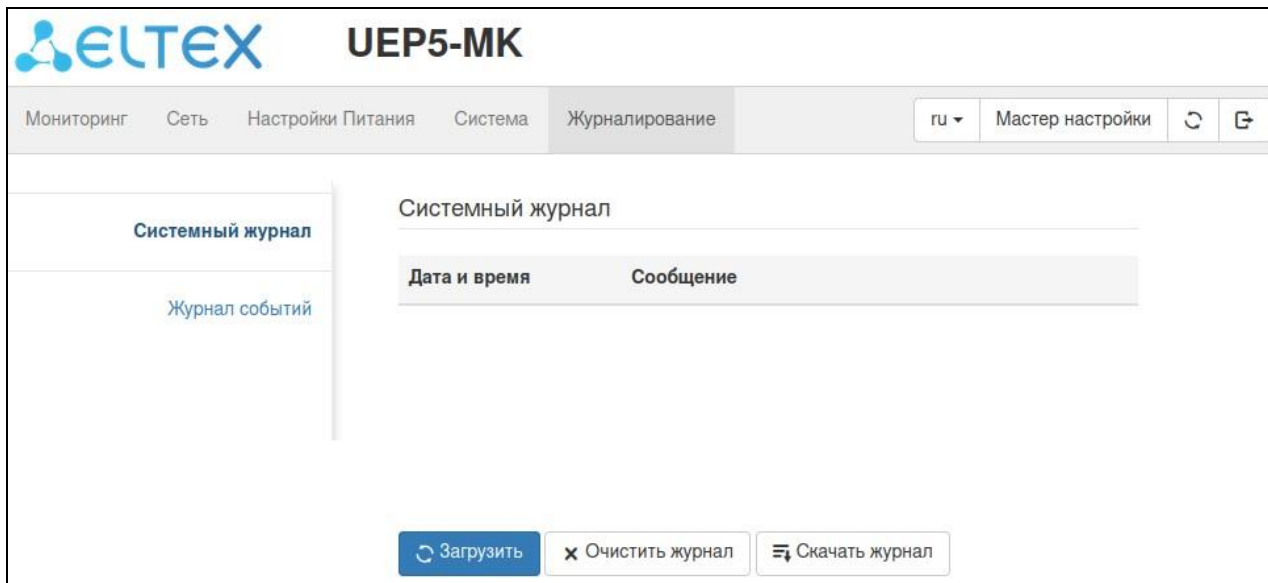 ELTEX UEP5-MK
Мониторинг Сеть Настройки Питания Система Журналирование ru Мастер настройки
Системный журнал
Журнал событий
Системный журнал
Дата и время Сообщение
Загрузить Очистить журнал Скачать журнал